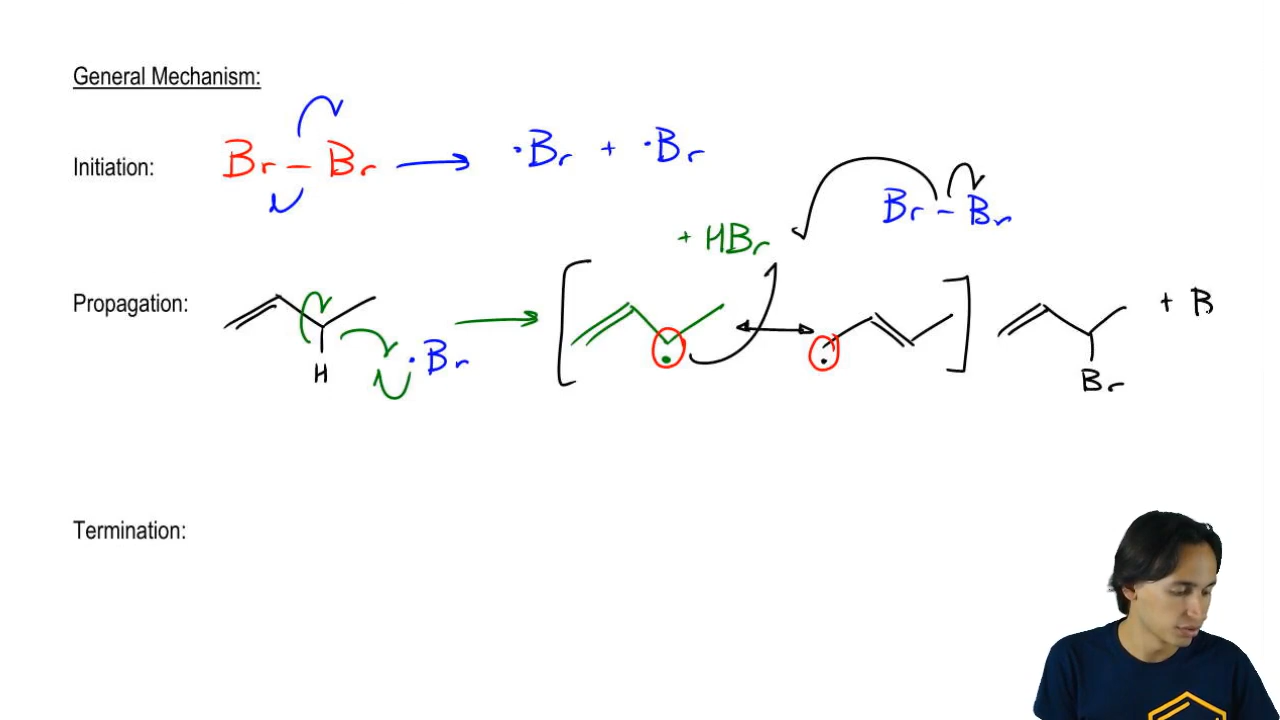 General Mechanism:
Initiation: Br – Br → ·Br + ·Br
Br – Br
+ HBr
Propagation: + B
H ·Br
Br
Termination: